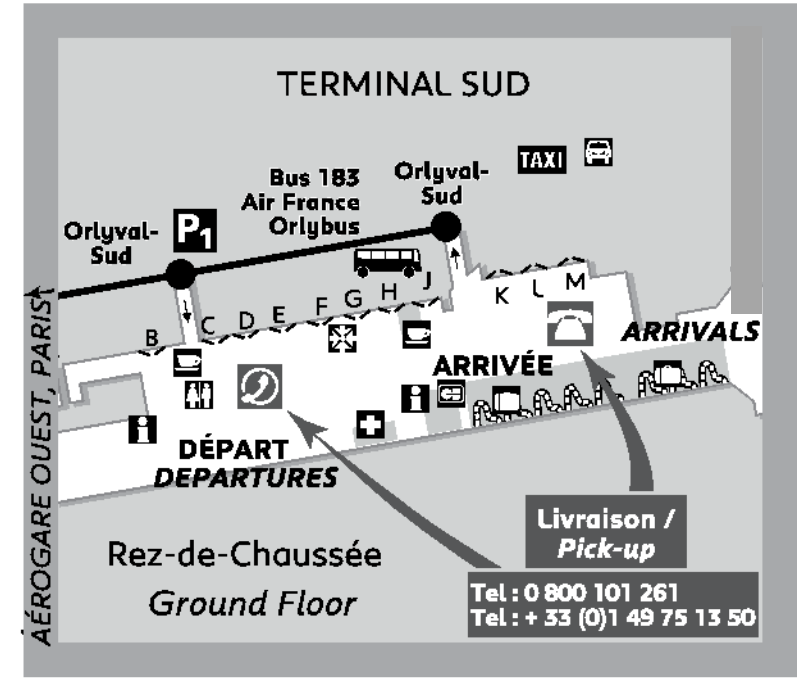 TERMINAL SUD
TAXI
Bus 183
Air France
Orlybus
Orlyval-
Sud
Orlyval-
Sud
P1
B
C
D
E
F
G
H
J
K
L
M
ARRIVALS
ARRIVÉE
i
i
DÉPART
DEPARTURES
AÉROGARE OUEST, PARIS
Livraison /
Pick-up
Rez-de-Chaussée
Ground Floor
Tel : 0 800 101 261
Tel : + 33 (0)1 49 75 13 50